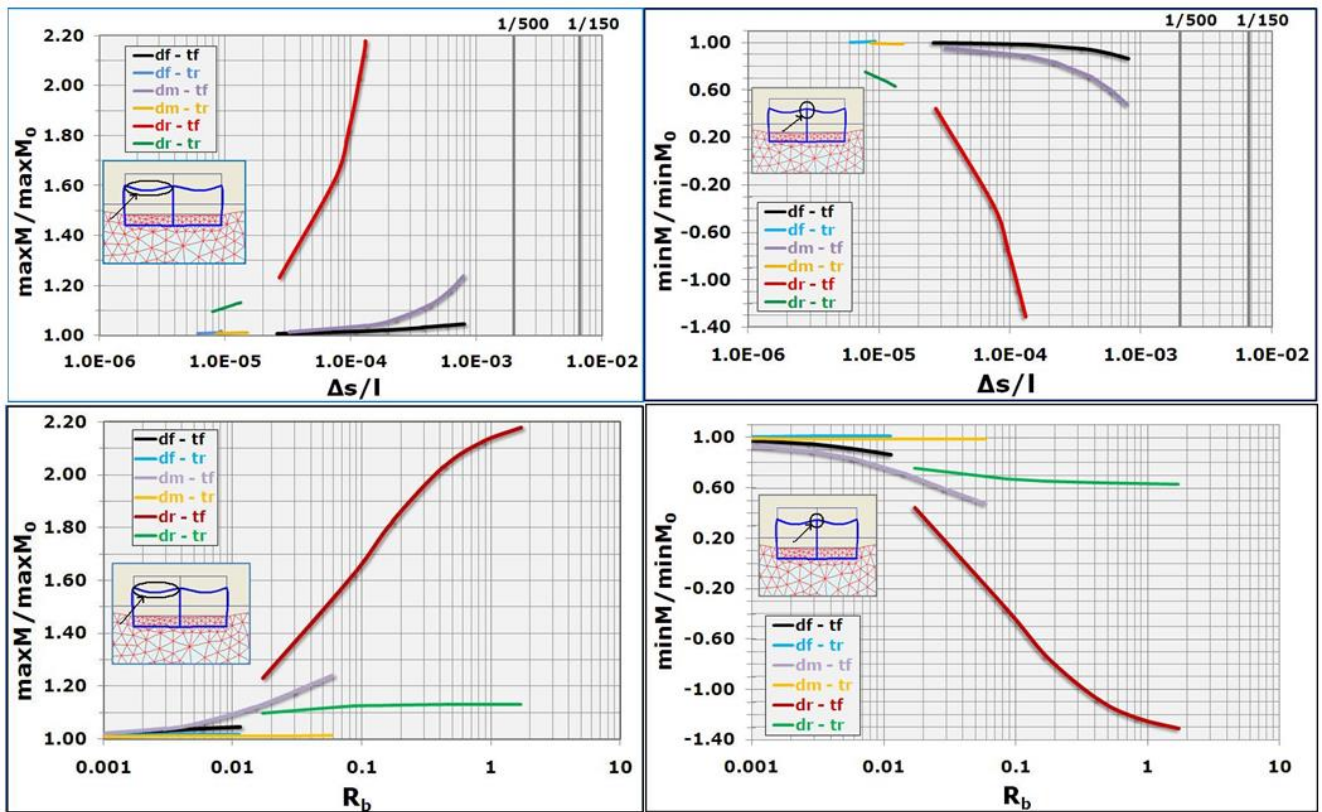 1/500 1/150
2.20
2.00
1.80
1.60
1.40
1.20
1.00
maxM/maxM₀
df - tf
df - tr
dm - tf
dm - tr
dr - tf
dr - tr
1.0E-06 1.0E-05 1.0E-04 1.0E-03 1.0E-02
Δs/l
1/500 1/150
1.00
0.60
0.20
-0.20
-0.60
-1.00
-1.40
minM/minM₀
df - tf
df - tr
dm - tf
dm - tr
dr - tf
dr - tr
1.0E-06 1.0E-05 1.0E-04 1.0E-03 1.0E-02
Δs/l
2.20
2.00
1.80
1.60
1.40
1.20
1.00
maxM/maxM₀
df - tf
df - tr
dm - tf
dm - tr
dr - tf
dr - tr
0.001 0.01 0.1 1 10
R_b
1.00
0.60
0.20
-0.20
-0.60
-1.00
-1.40
minM/minM₀
df - tf
df - tr
dm - tf
dm - tr
dr - tf
dr - tr
0.001 0.01 0.1 1 10
R_b